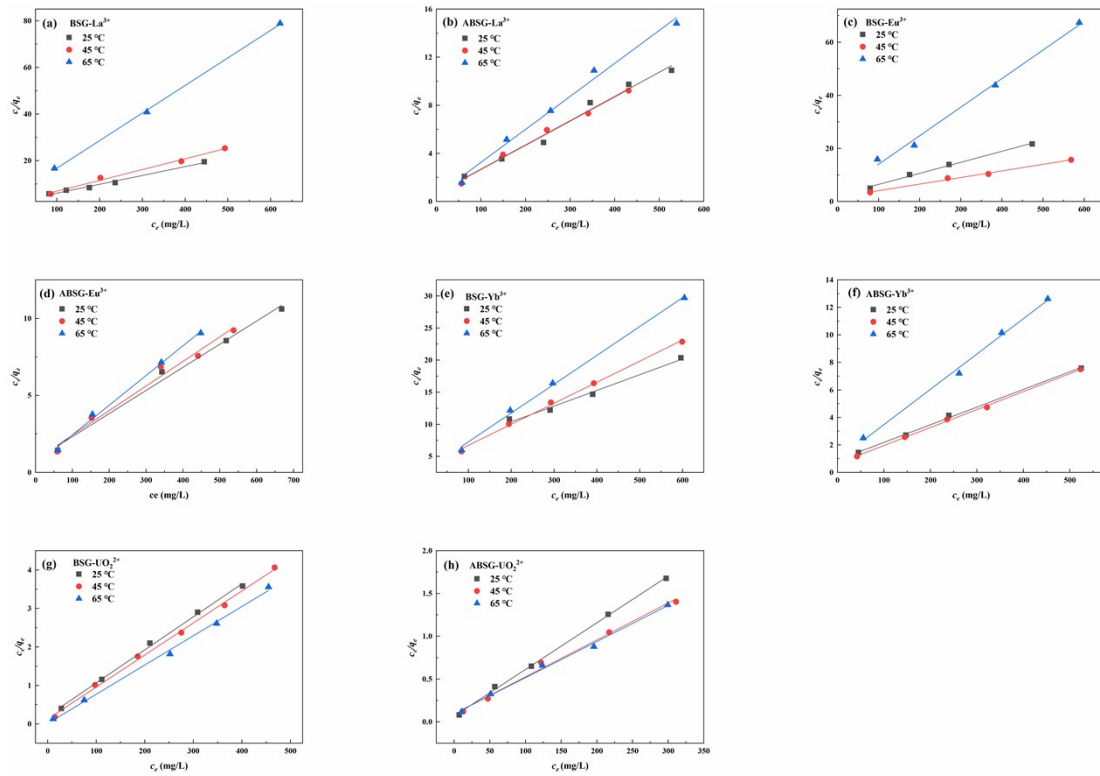 (a) BSG-La³⁺
25 °C
45 °C
65 °C
80
60
40
20
cₑ/qₑ
100 200 300 400 500 600
cₑ (mg/L)
(b) ABSG-La³⁺
25 °C
45 °C
65 °C
16
12
8
4
0
cₑ/qₑ
0 100 200 300 400 500 600
cₑ (mg/L)
(c) BSG-Eu³⁺
25 °C
45 °C
65 °C
60
40
20
0
cₑ/qₑ
0 100 200 300 400 500 600
cₑ (mg/L)
(d) ABSG-Eu³⁺
25 °C
45 °C
65 °C
10
5
0
cₑ/qₑ
0 100 200 300 400 500 600 700
ce (mg/L)
(e) BSG-Yb³⁺
25 °C
45 °C
65 °C
30
25
20
15
10
5
cₑ/qₑ
0 100 200 300 400 500 600
cₑ (mg/L)
(f) ABSG-Yb³⁺
25 °C
45 °C
65 °C
14
12
10
8
6
4
2
0
cₑ/qₑ
0 100 200 300 400 500
cₑ (mg/L)
(g) BSG-UO₂²⁺
25 °C
45 °C
65 °C
4
3
2
1
0
cₑ/qₑ
0 100 200 300 400 500
cₑ (mg/L)
(h) ABSG-UO₂²⁺
25 °C
45 °C
65 °C
2.0
1.5
1.0
0.5
0.0
cₑ/qₑ
0 50 100 150 200 250 300 350
cₑ (mg/L)